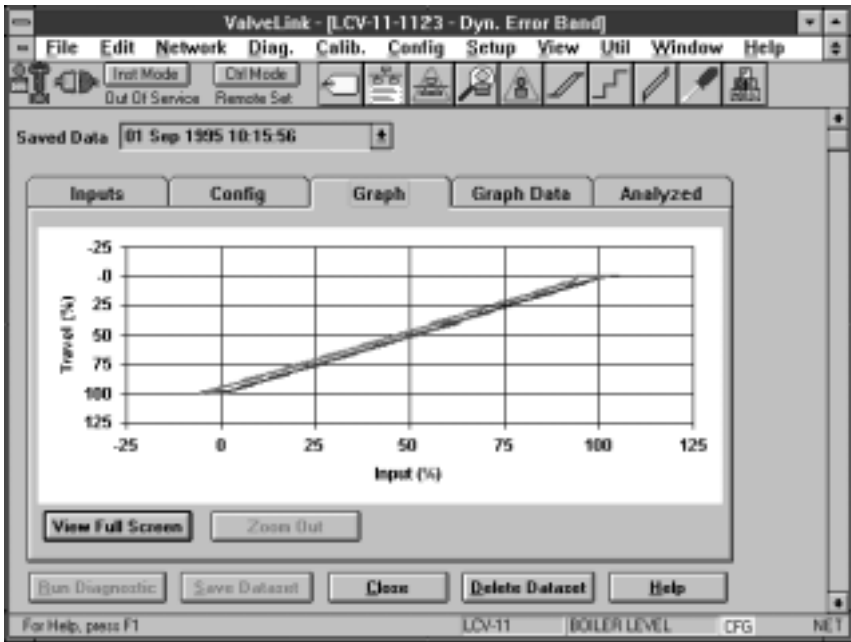 ValveLink - [LCV-11-1123 - Dyn. Error Band]
File Edit Network Diag. Calib. Config Setup View Util Window Help
Inst Mode Ctrl Mode
Out Of Service Remote Set
Saved Data 01 Sep 1995 10:15:56
Inputs Config Graph Graph Data Analyzed
-25
-0
25
50
75
100
125
Travel (%)
-25 0 25 50 75 100 125
Input (%)
View Full Screen Zoom Out
Run Diagnostic Save Dataset Close Delete Dataset Help
For Help, press F1 LCV-11 BOILER LEVEL CFG NET